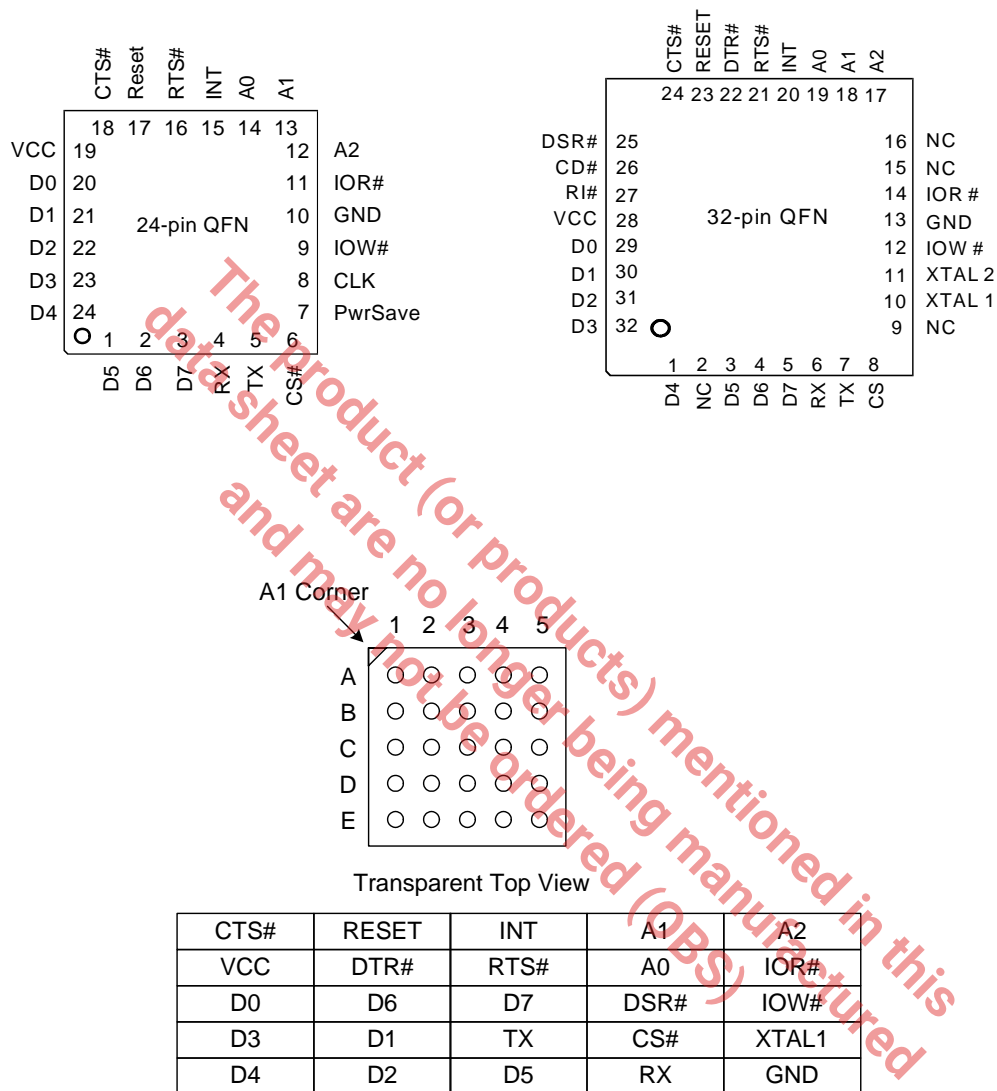 CTS# Reset RTS# INT A0 A1
18 17 16 15 14 13
VCC 19 12 A2
D0 20 11 IOR#
D1 21 10 GND
24-pin QFN
D2 22 9 IOW#
D3 23 8 CLK
D4 24 7 PwrSave
1 2 3 4 5 6
D5 D6 D7 RX TX CS#
CTS# RESET DTR# RTS# INT A0 A1 A2
24 23 22 21 20 19 18 17
DSR# 25 16 NC
CD# 26 15 NC
RI# 27 14 IOR #
VCC 28 32-pin QFN 13 GND
D0 29 12 IOW #
D1 30 11 XTAL 2
D2 31 10 XTAL 1
D3 32 9 NC
1 2 3 4 5 6 7 8
D4 NC D5 D6 D7 RX TX CS
A1 Corner
1 2 3 4 5
A
B
C
D
E
Transparent Top View
CTS# RESET INT A1 A2
VCC DTR# RTS# A0 IOR#
D0 D6 D7 DSR# IOW#
D3 D1 TX CS# XTAL1
D4 D2 D5 RX GND
The product (or products) mentioned in this
data sheet are no longer being manufactured
and may not be ordered (OBS)